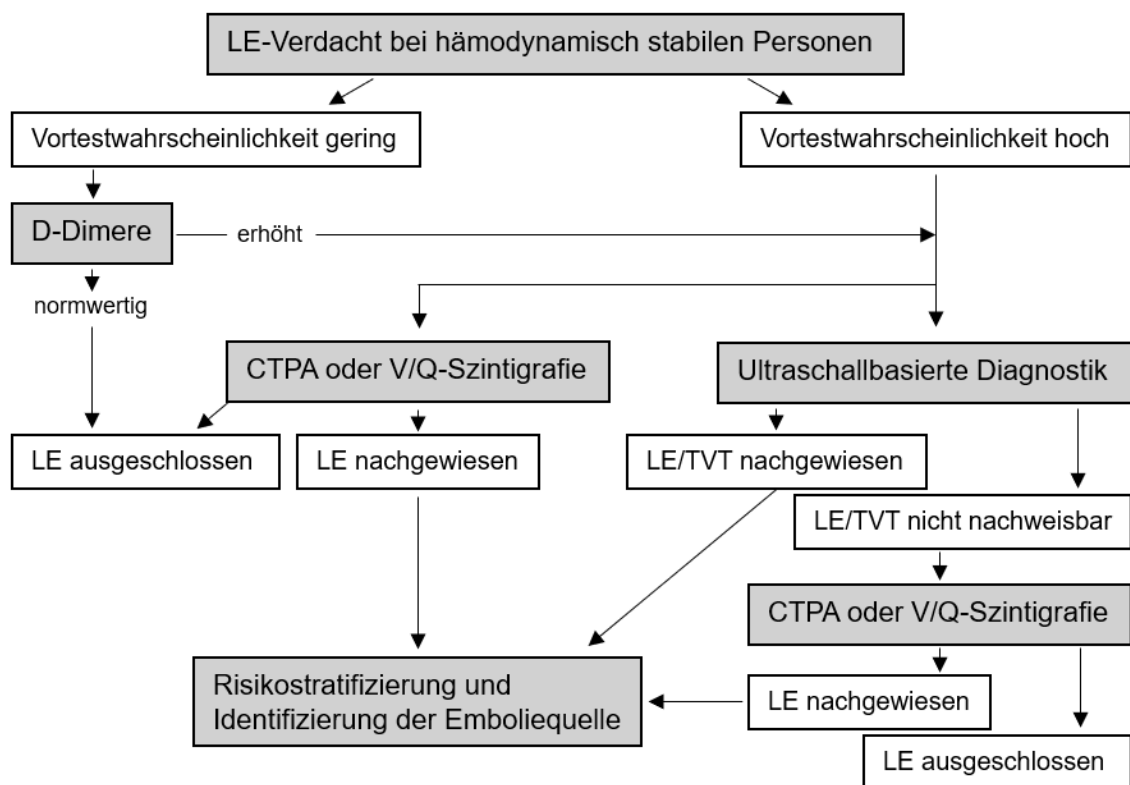 LE-Verdacht bei hämodynamisch stabilen Personen
Vortestwahrscheinlichkeit gering
Vortestwahrscheinlichkeit hoch
D-Dimere
erhöht
normwertig
CTPA oder V/Q-Szintigrafie
Ultraschallbasierte Diagnostik
LE ausgeschlossen
LE nachgewiesen
LE/TVT nachgewiesen
LE/TVT nicht nachweisbar
CTPA oder V/Q-Szintigrafie
Risikostratifizierung und
Identifizierung der Emboliequelle
LE nachgewiesen
LE ausgeschlossen